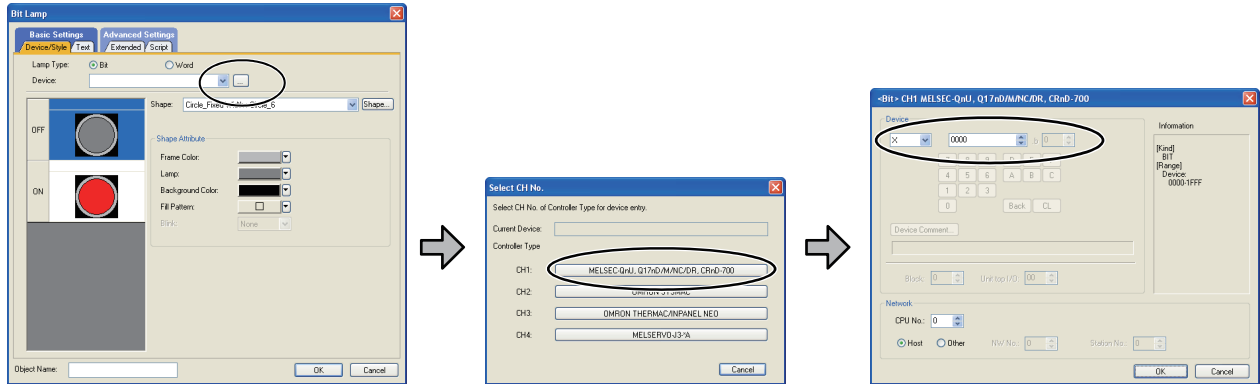 Bit Lamp
Basic Settings Advanced Settings
Device/Style Text Extended Script
Lamp Type: Bit Word
Device: ...
Shape: Circle_6 Shape...
OFF
Shape Attribute
Frame Color:
ON
Lamp:
Background Color:
Fill Pattern:
Blink: None
Object Name: OK Cancel
Select CH No.
Select CH No. of Controller Type for device entry.
Current Device:
Controller Type
CH1: MELSEC-QnU, Q17nD/M/NC/DR, CRnD-700
CH2:
CH3: OMRON THERMAC/INPANEL NEO
CH4: MELSERVO-J3-*A
Cancel
<Bit> CH1 MELSEC-QnU, Q17nD/M/NC/DR, CRnD-700
Device
X 0000 b 0
7 8 9 D E F
4 5 6 A B C
1 2 3
0 Back CL
Device Comment...
Block: 0 Unit top I/O: 00
Information
[Kind]
BIT
[Range]
Device:
0000-1FFF
Network
CPU No.: 0
Host Other NW No.: 0 Station No.: 0
OK Cancel